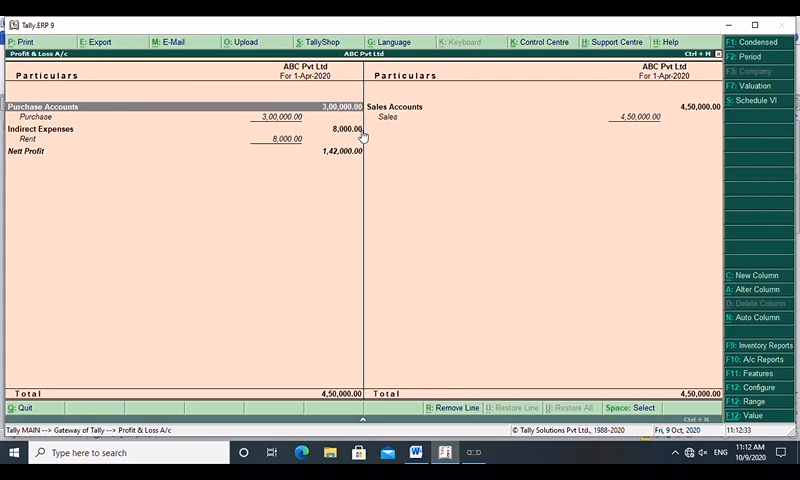 Tally.ERP 9
P: Print E: Export M: E-Mail O: Upload S: TallyShop G: Language K: Keyboard K: Control Centre H: Support Centre H: Help
Profit & Loss A/c ABC Pvt Ltd Ctrl + M
Particulars ABC Pvt Ltd For 1-Apr-2020
Particulars ABC Pvt Ltd For 1-Apr-2020
Purchase Accounts 3,00,000.00
Purchase 3,00,000.00
Indirect Expenses 8,000.00
Rent 8,000.00
Nett Profit 1,42,000.00
Sales Accounts 4,50,000.00
Sales 4,50,000.00
Total 4,50,000.00
Total 4,50,000.00
F1: Condensed
F2: Period
F3: Company
F7: Valuation
S: Schedule VI
C: New Column
A: Alter Column
D: Delete Column
N: Auto Column
F9: Inventory Reports
F10: A/c Reports
F11: Features
F12: Configure
F12: Range
F12: Value
Q: Quit R: Remove Line U: Restore Line U: Restore All Space: Select
Ctrl + N
Tally MAIN --> Gateway of Tally --> Profit & Loss A/c © Tally Solutions Pvt Ltd., 1988-2020 Fri, 9 Oct, 2020 11:12:33
Type here to search
ENG
11:12 AM
10/9/2020